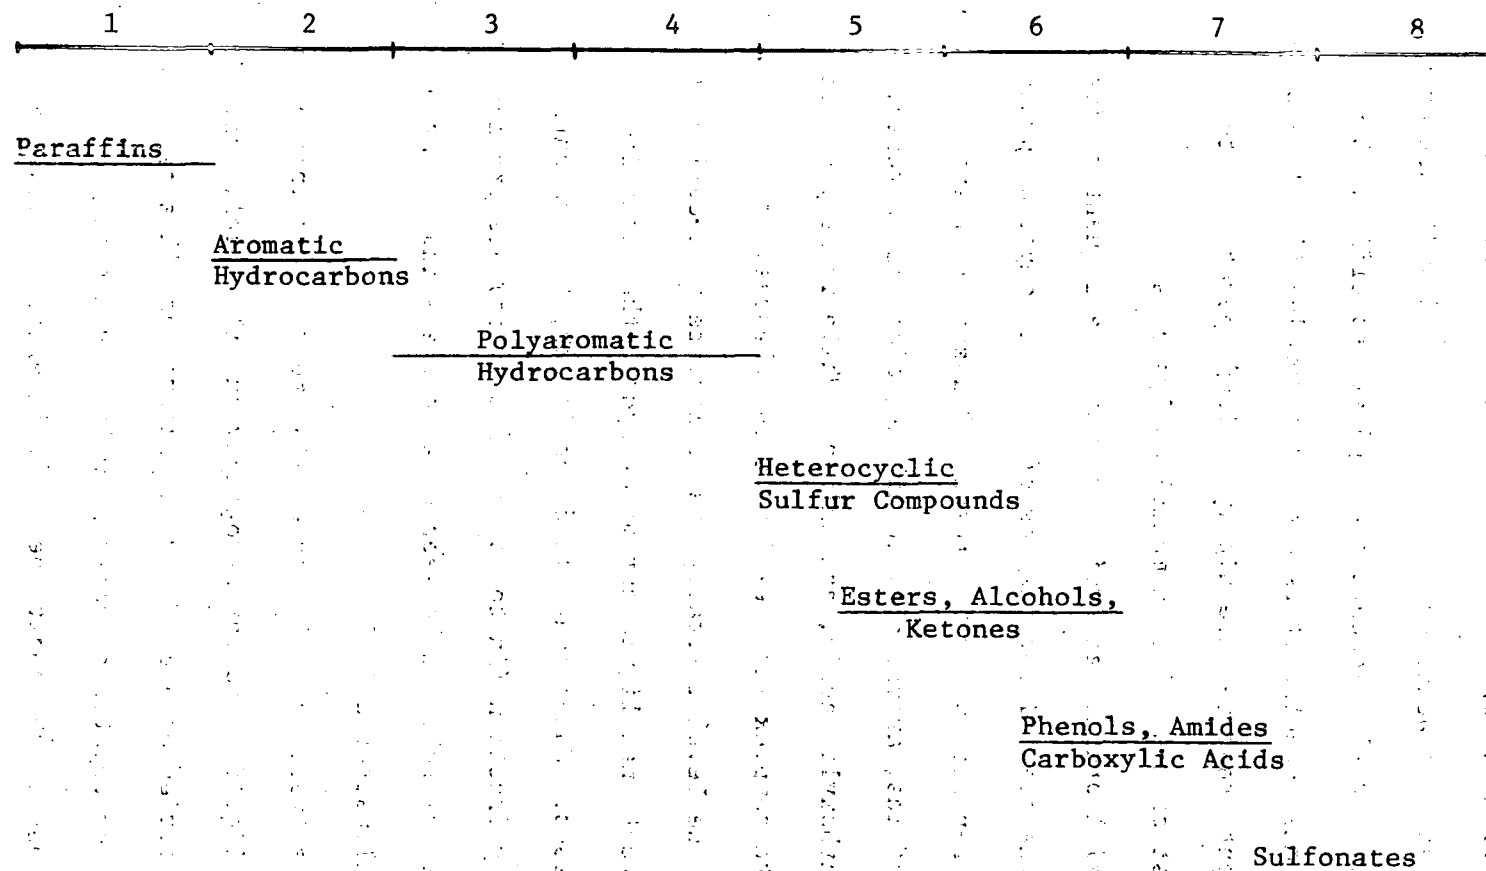 1 2 3 4 5 6 7 8
Paraffins
Aromatic
Hydrocarbons
Polyaromatic
Hydrocarbons
Heterocyclic
Sulfur Compounds
Esters, Alcohols,
Ketones
Phenols, Amides
Carboxylic Acids
Sulfonates